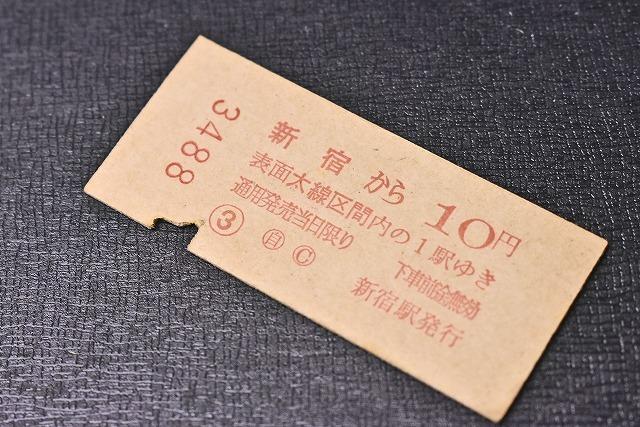 3488
新宿から 10円
表面太線区間内の1駅ゆき
通用発売当日限り 下車前途無効
③ 自 Ⓒ 新宿駅発行